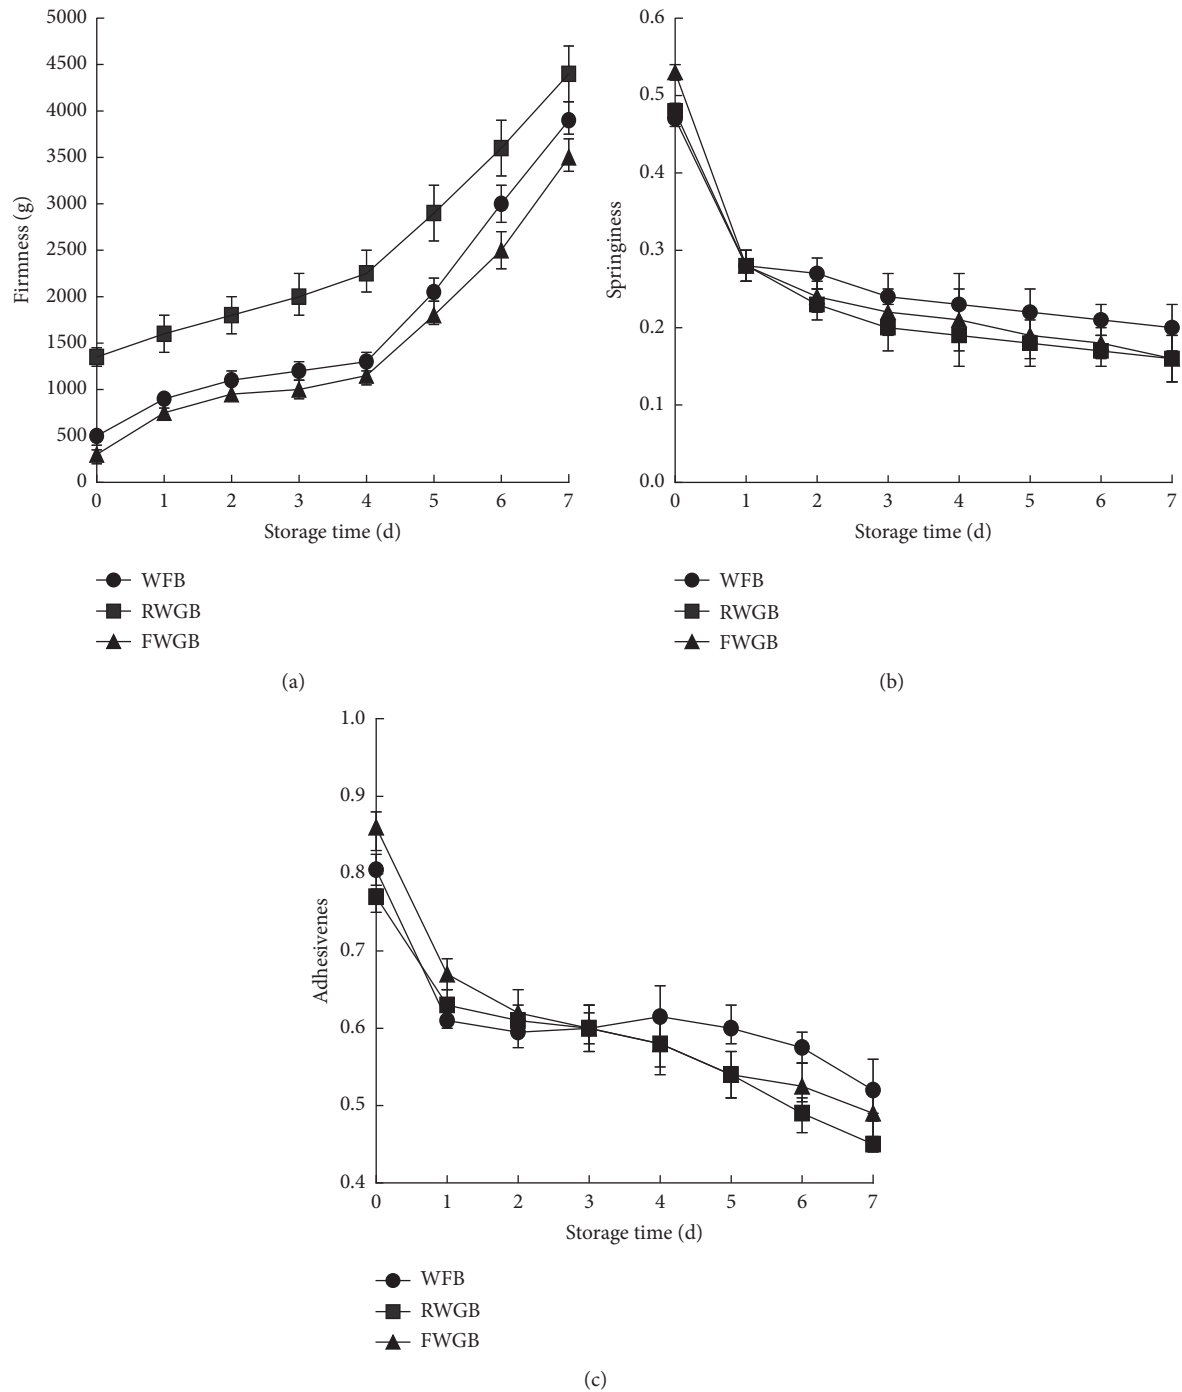 5000
4500
4000
3500
3000
2500
2000
1500
1000
500
0
Firmness (g)
0 1 2 3 4 5 6 7
Storage time (d)
WFB
RWGB
FWGB
(a)
0.6
0.5
0.4
0.3
0.2
0.1
0.0
Springiness
0 1 2 3 4 5 6 7
Storage time (d)
WFB
RWGB
FWGB
(b)
1.0
0.9
0.8
0.7
0.6
0.5
0.4
Adhesivenes
0 1 2 3 4 5 6 7
Storage time (d)
WFB
RWGB
FWGB
(c)